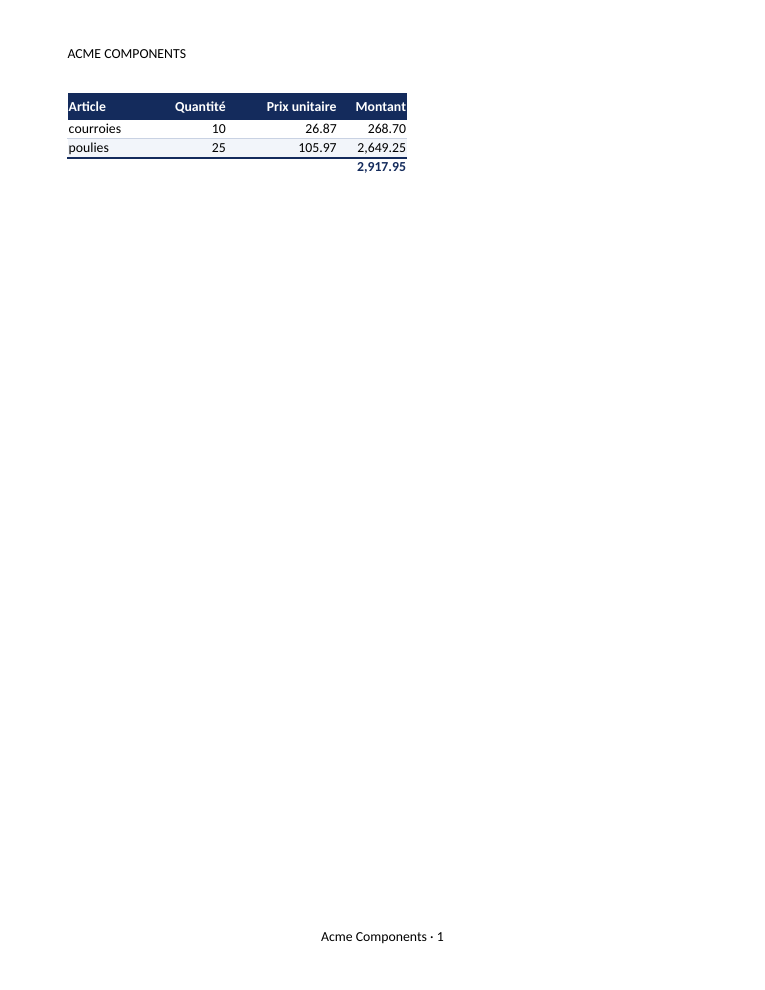 ACME COMPONENTS
Article Quantité Prix unitaire Montant
courroies 10 26.87 268.70
poulies 25 105.97 2,649.25
2,917.95
Acme Components · 1